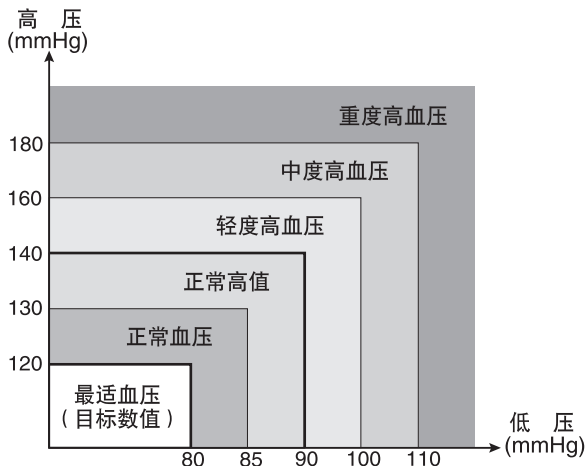 高 压
(mmHg)
重度高血压
180
中度高血压
160
轻度高血压
140
正常高值
130
正常血压
120
最适血压
(目标数值)
低 压
(mmHg)
80 85 90 100 110